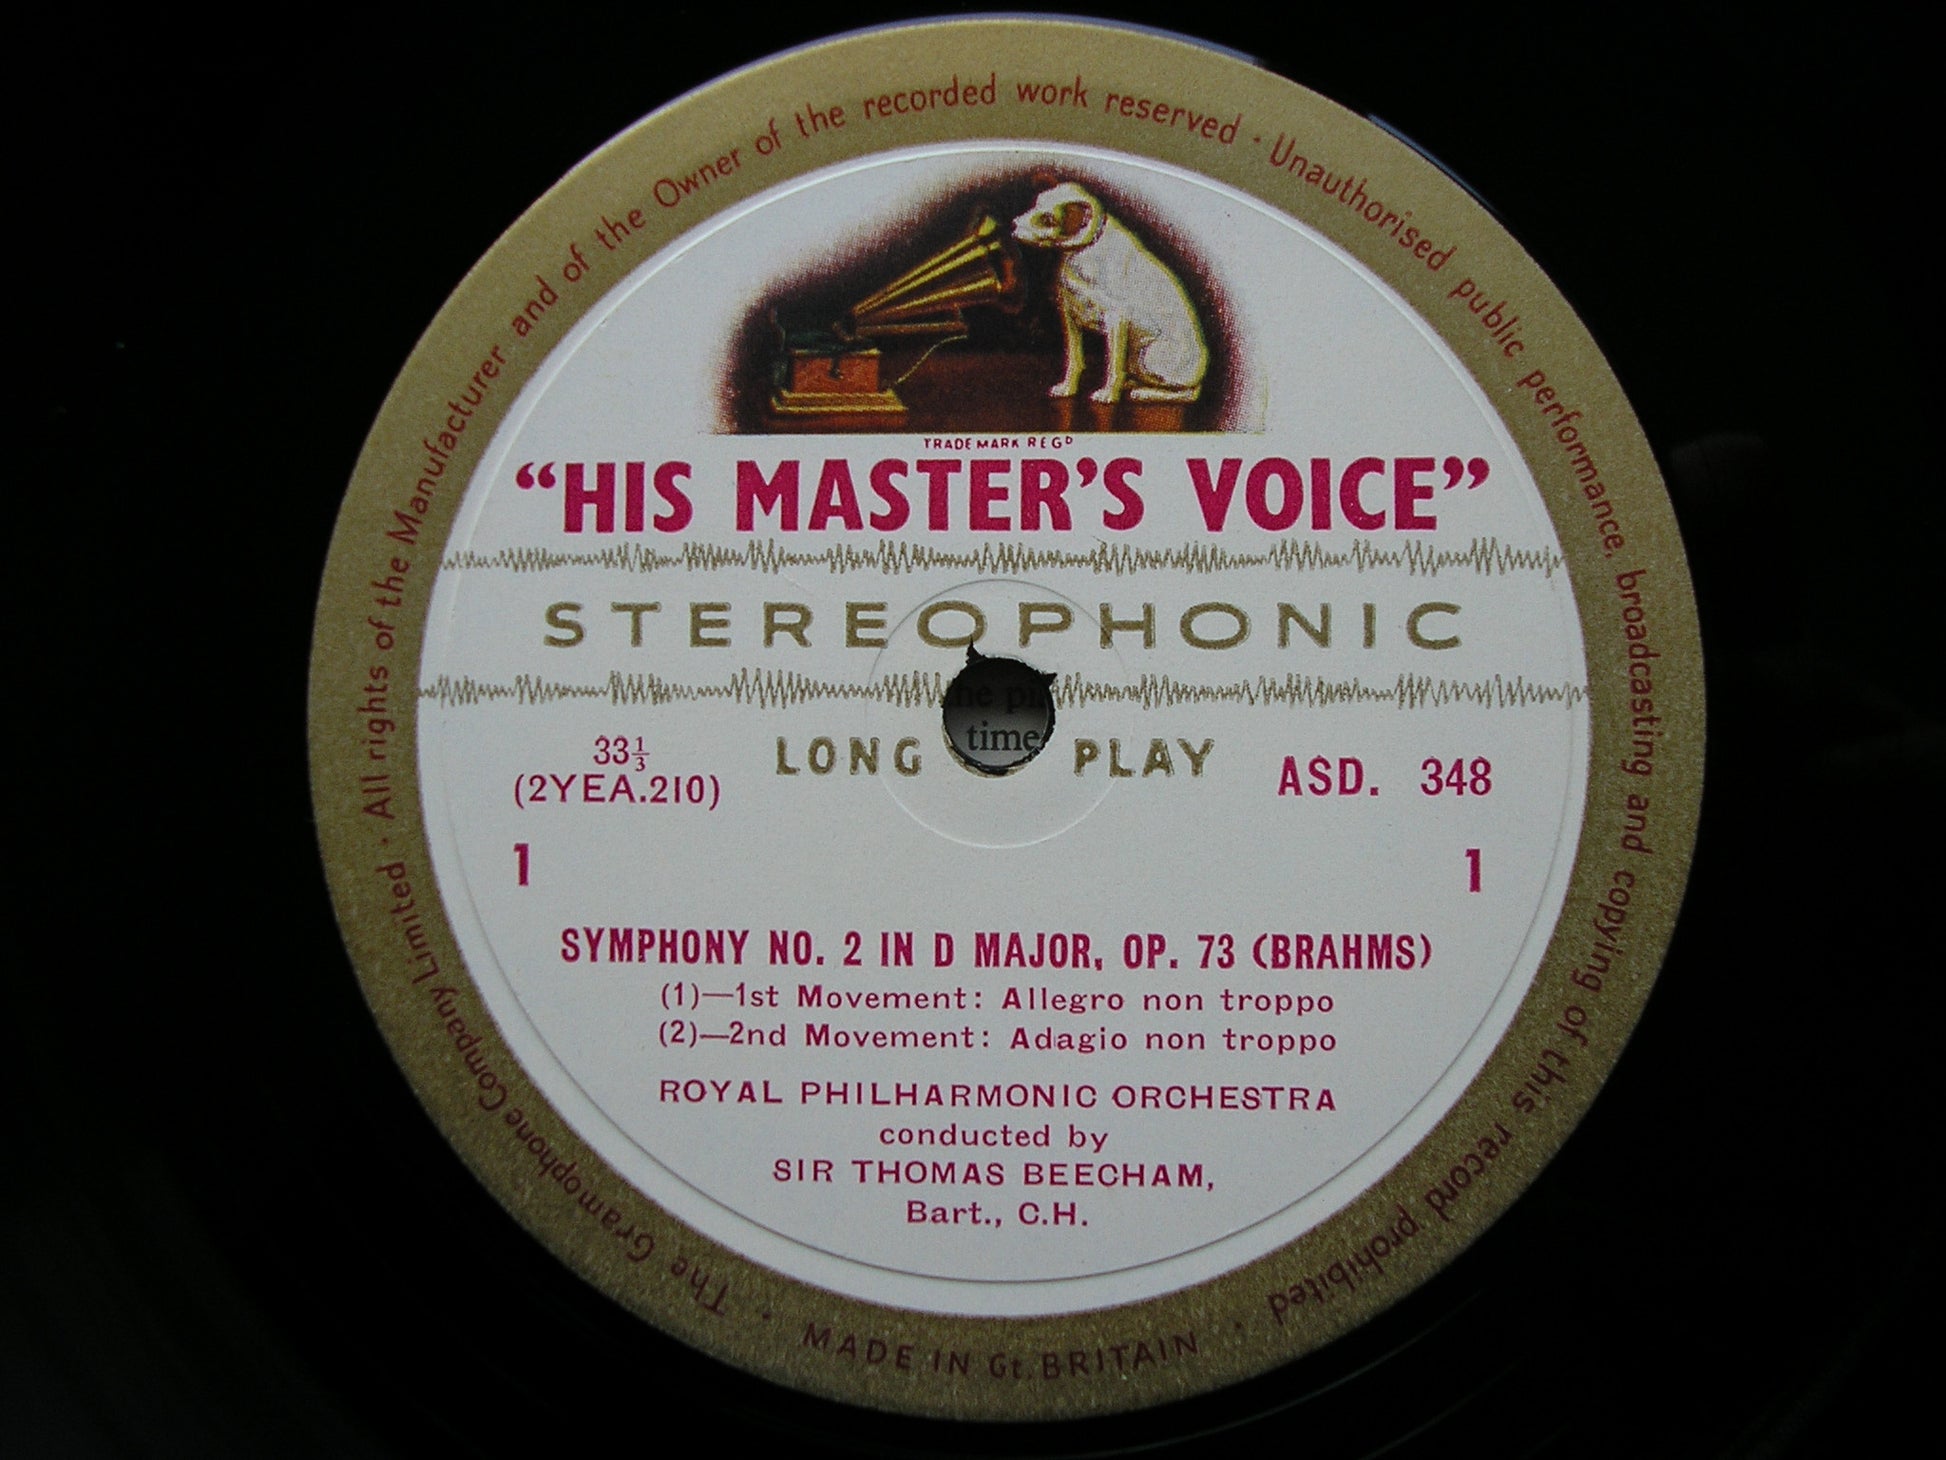 The Gramophone Company Limited · All rights of the Manufacturer and of the Owner of the recorded work reserved · Unauthorised public performance, broadcasting and copying of this record prohibited ·
TRADE MARK REGD
“HIS MASTER'S VOICE”
STEREOPHONIC
he pi
time
LONG PLAY
33⅓
(2YEA.210)
ASD. 348
1 1
SYMPHONY NO. 2 IN D MAJOR, OP. 73 (BRAHMS)
(1)—1st Movement: Allegro non troppo
(2)—2nd Movement: Adagio non troppo
ROYAL PHILHARMONIC ORCHESTRA
conducted by
SIR THOMAS BEECHAM,
Bart., C.H.
MADE IN Gt. BRITAIN